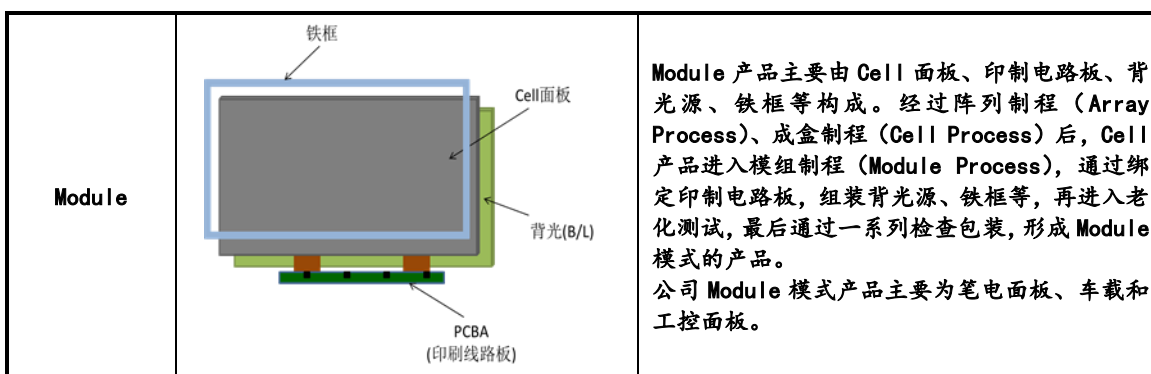 Module
铁框
Cell面板
背光(B/L)
PCBA
(印刷线路板)
Module 产品主要由 Cell 面板、印制电路板、背
光源、铁框等构成。经过阵列制程（Array
Process）、成盒制程（Cell Process）后，Cell
产品进入模组制程（Module Process），通过绑
定印制电路板，组装背光源、铁框等，再进入老
化测试，最后通过一系列检查包装，形成 Module
模式的产品。
公司 Module 模式产品主要为笔电面板、车载和
工控面板。